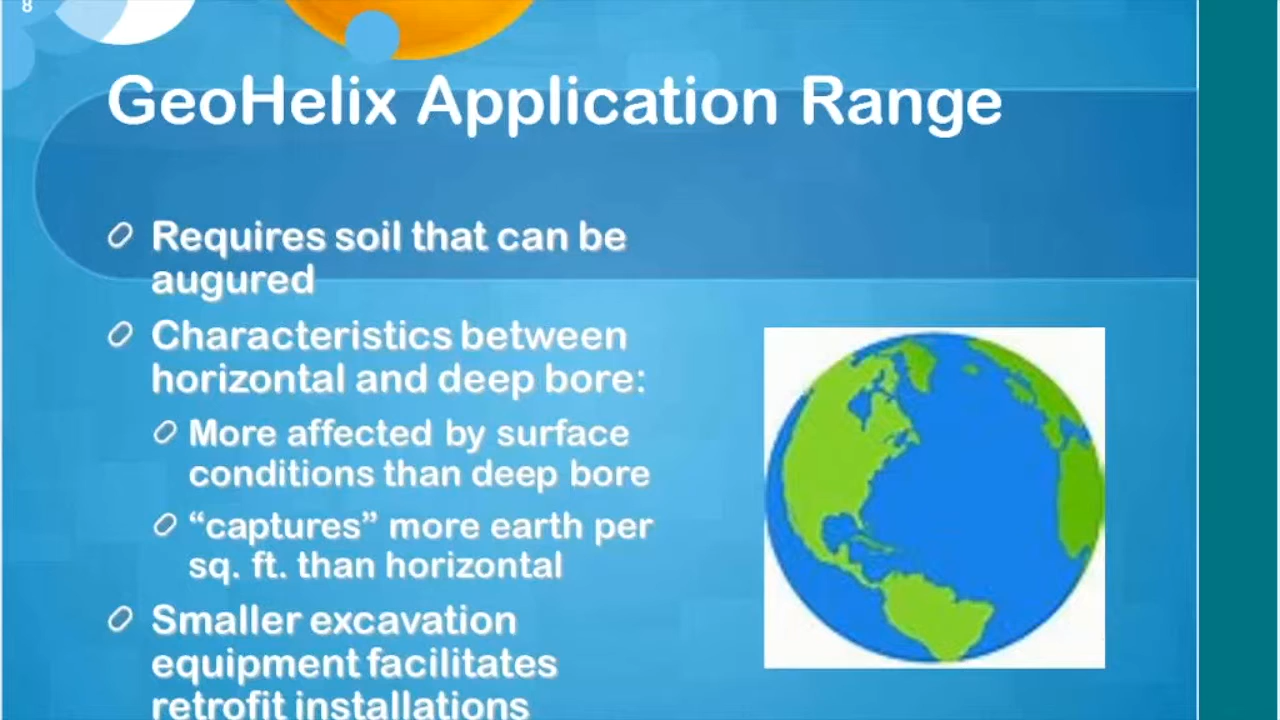 8
GeoHelix Application Range
Requires soil that can be
augured
Characteristics between
horizontal and deep bore:
More affected by surface
conditions than deep bore
“captures” more earth per
sq. ft. than horizontal
Smaller excavation
equipment facilitates
retrofit installations